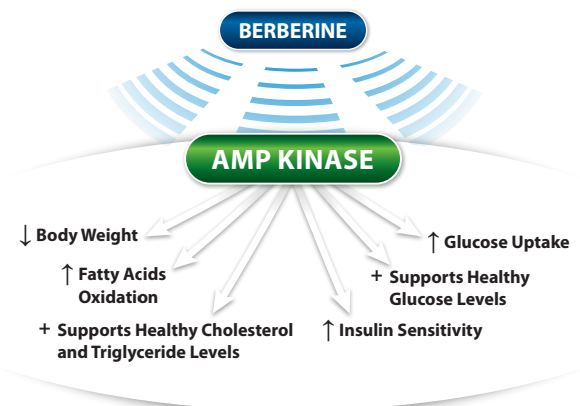 BERBERINE
AMP KINASE
↓ Body Weight
↑ Glucose Uptake
↑ Fatty Acids
Oxidation
+ Supports Healthy
Glucose Levels
+ Supports Healthy Cholesterol
and Triglyceride Levels
↑ Insulin Sensitivity